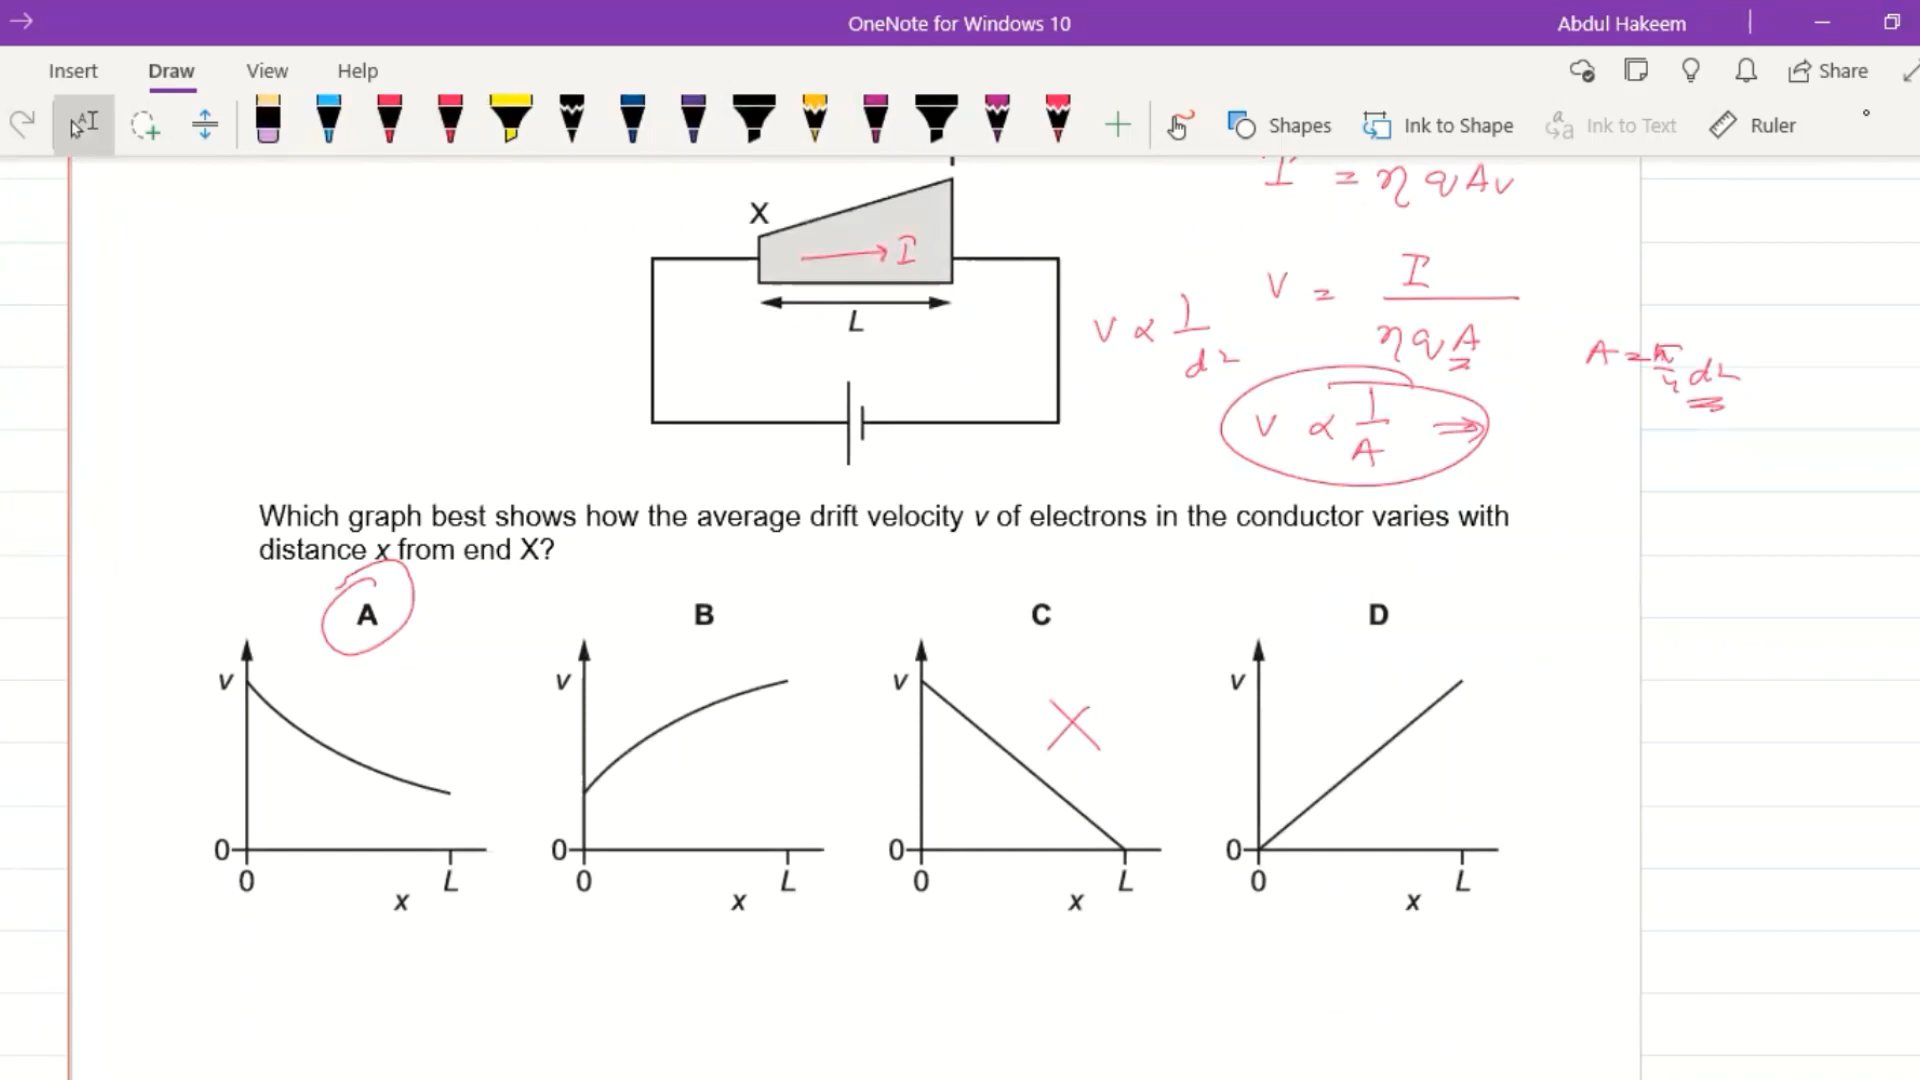 OneNote for Windows 10
Abdul Hakeem
Insert Draw View Help
Share
Shapes
Ink to Shape
Ink to Text
Ruler
I = η q A v
X
I
L
v = I / η q A
v ∝ 1 / d²
A = π/4 d²
v ∝ 1 / A ⇒
Which graph best shows how the average drift velocity v of electrons in the conductor varies with
distance x from end X?
A B C D
v v v v
0 0 0 0
0 L 0 L 0 L 0 L
x x x x